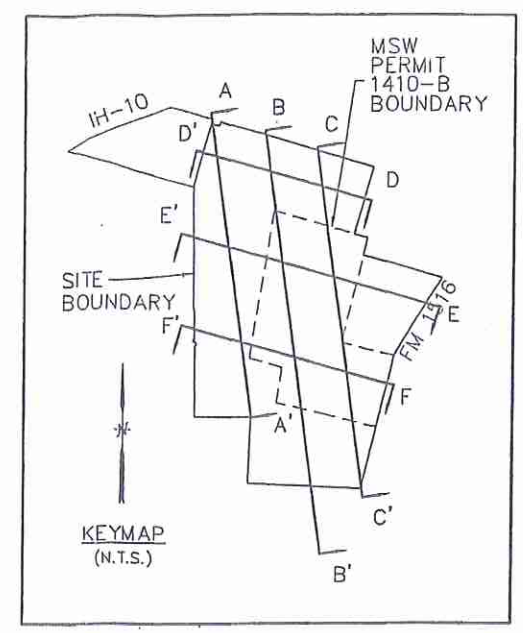 MSW
PERMIT
1410-B
BOUNDARY
IH-10
A
B
C
D'
D
E'
SITE
BOUNDARY
FM 1516
E
F'
F
A'
C'
KEYMAP
(N.T.S.)
B'